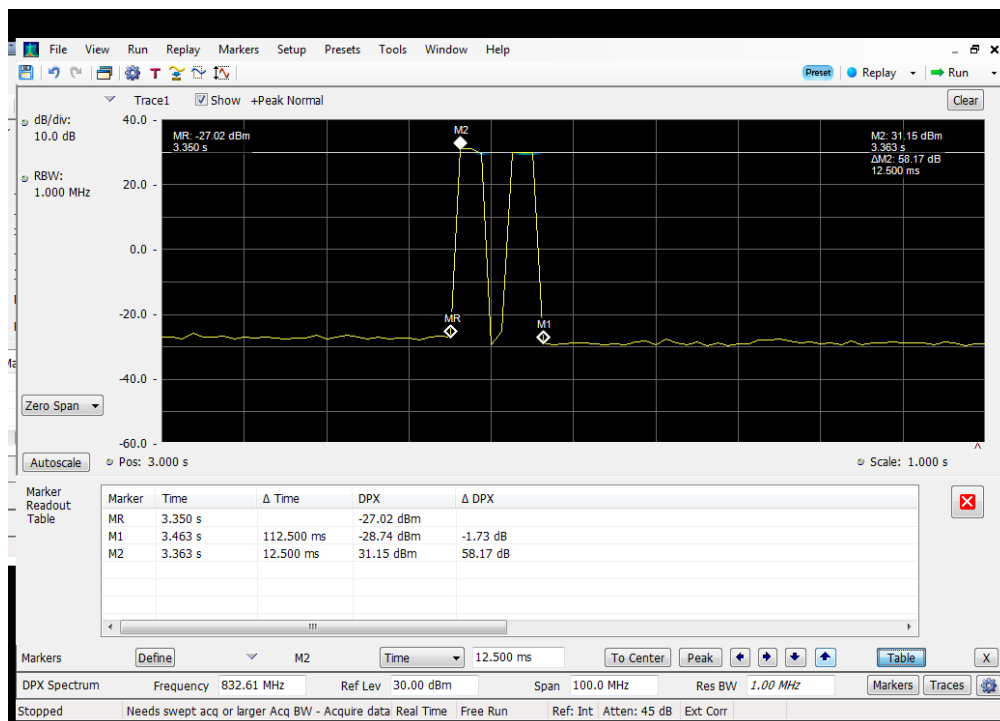 File View Run Replay Markers Setup Presets Tools Window Help
T Preset Replay Run
Trace1 Show +Peak Normal Clear
dB/div:
10.0 dB
RBW:
1.000 MHz
40.0
20.0
0.0
-20.0
-40.0
-60.0
MR: -27.02 dBm
3.350 s
M2
M2: 31.15 dBm
3.363 s
ΔM2: 58.17 dB
12.500 ms
MR
M1
Zero Span
Autoscale Pos: 3.000 s Scale: 1.000 s
Marker
Readout
Table
Marker Time Δ Time DPX Δ DPX
MR 3.350 s -27.02 dBm
M1 3.463 s 112.500 ms -28.74 dBm -1.73 dB
M2 3.363 s 12.500 ms 31.15 dBm 58.17 dB
Markers Define M2 Time 12.500 ms To Center Peak Table X
DPX Spectrum Frequency 832.61 MHz Ref Lev 30.00 dBm Span 100.0 MHz Res BW 1.00 MHz Markers Traces
Stopped Needs swept acq or larger Acq BW - Acquire data Real Time Free Run Ref: Int Atten: 45 dB Ext Corr